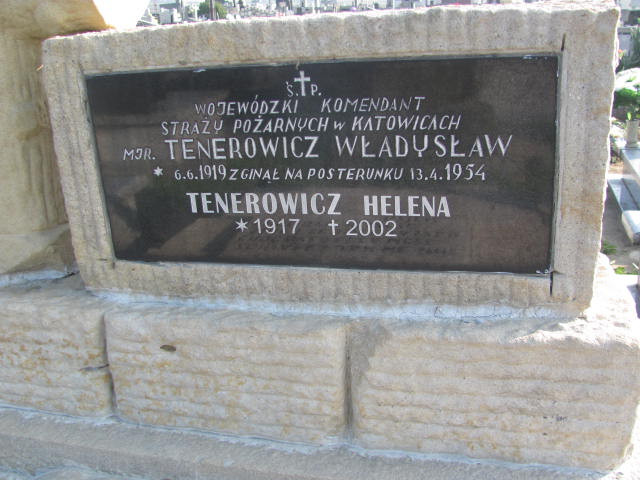 Ś. † P.
WOJEWÓDZKI KOMENDANT
STRAŻY POŻARNYCH w KATOWICACH
MJR. TENEROWICZ WŁADYSŁAW
* 6.6.1919 ZGINĄŁ NA POSTERUNKU 13.4.1954
TENEROWICZ HELENA
* 1917 † 2002